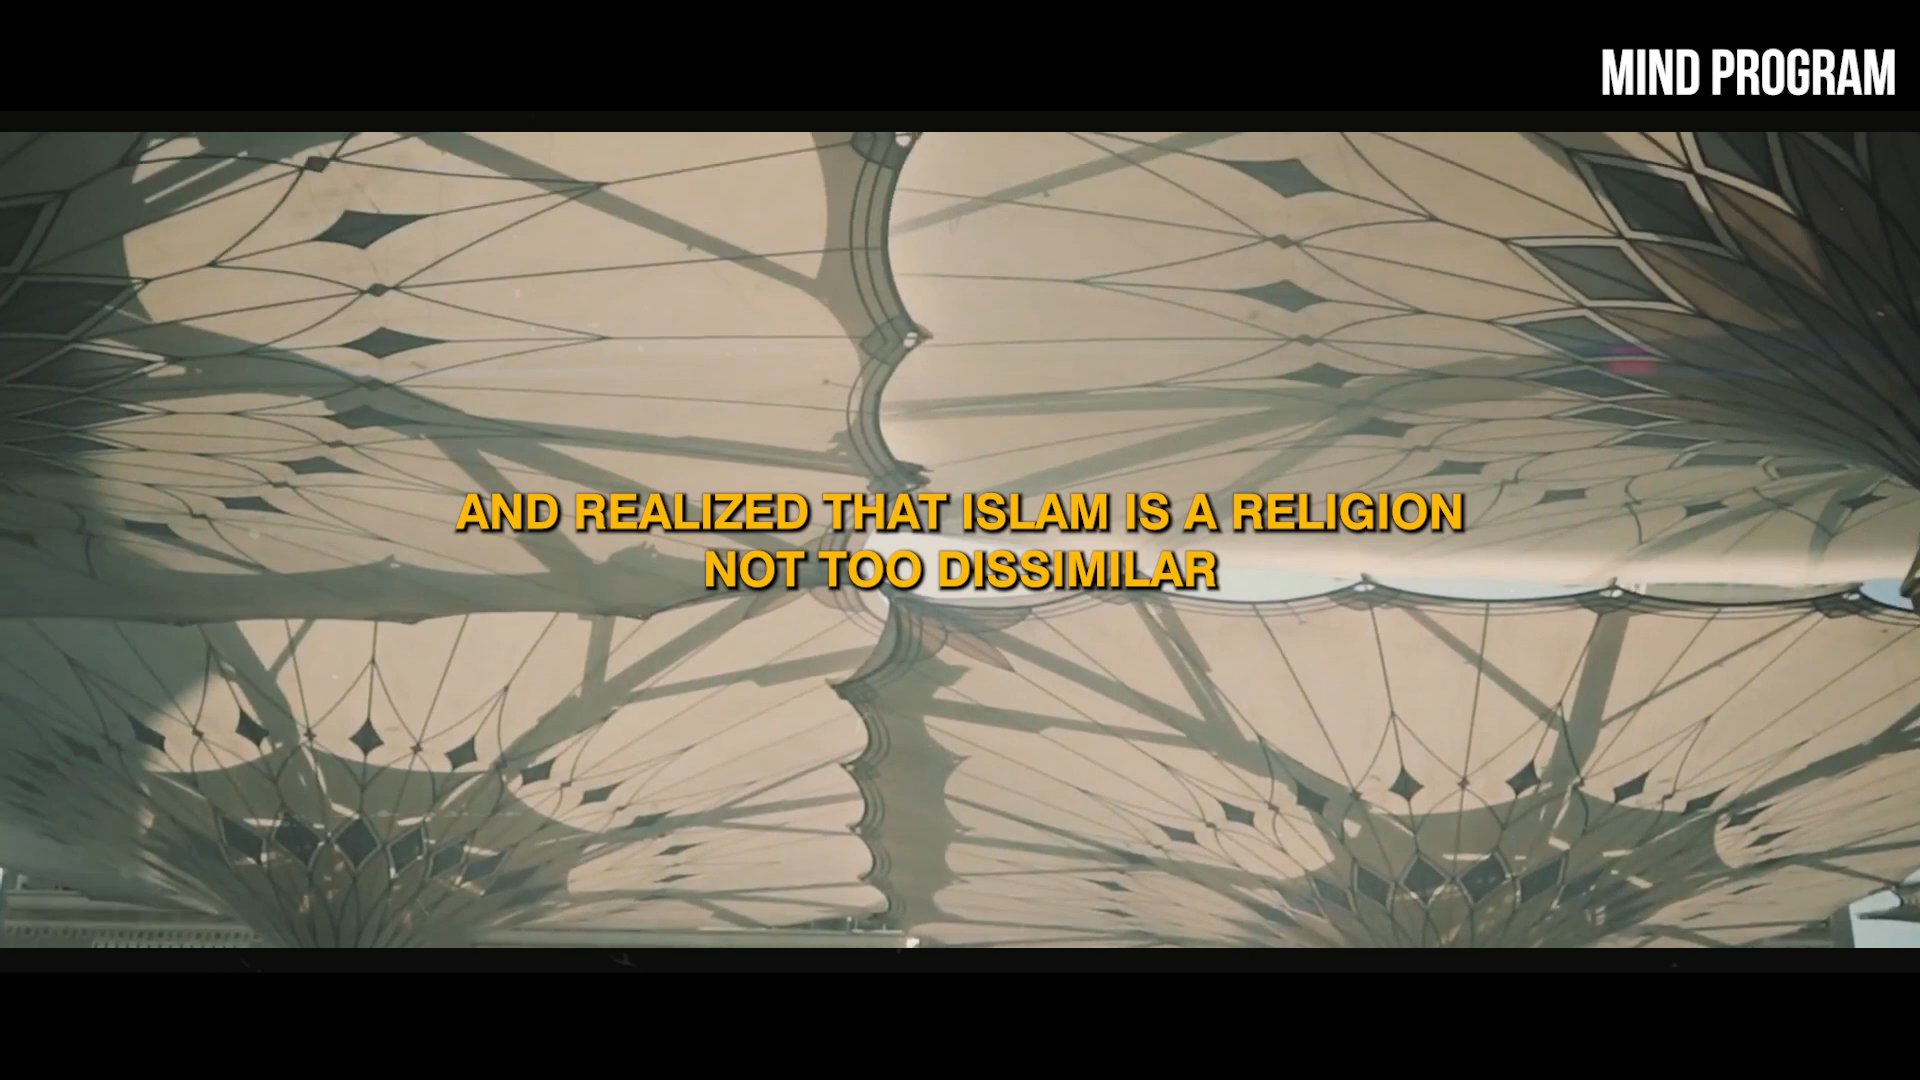 MIND PROGRAM
AND REALIZED THAT ISLAM IS A RELIGION
NOT TOO DISSIMILAR